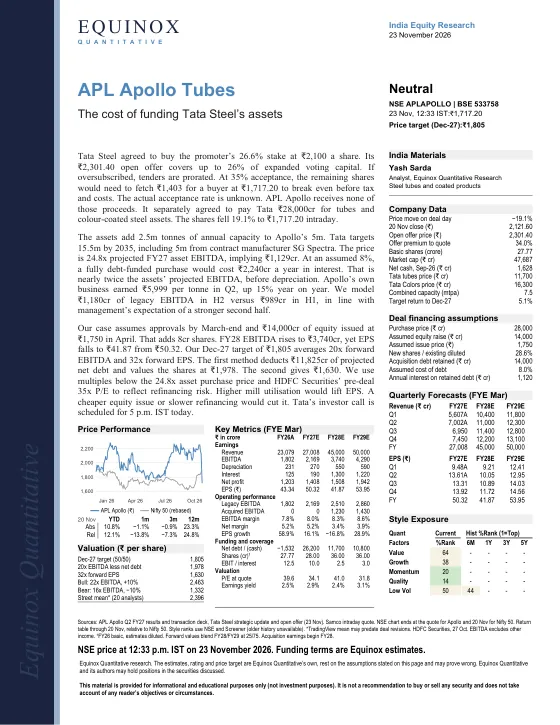 EQUINOX
QUANTITATIVE
India Equity Research
23 November 2026
APL Apollo Tubes
The cost of funding Tata Steel's assets
Neutral
NSE APLAPOLLO | BSE 533758
23 Nov, 12:33 IST:₹1,717.20
Price target (Dec-27):₹1,805
Tata Steel agreed to buy the promoter's 26.6% stake at ₹2,100 a share. Its
₹2,301.40 open offer covers up to 26% of expanded voting capital. If
oversubscribed, tenders are prorated. At 35% acceptance, the remaining shares
would need to fetch ₹1,403 for a buyer at ₹1,717.20 to break even before tax
and costs. The actual acceptance rate is unknown. APL Apollo receives none
of those proceeds. It separately agreed to pay Tata ₹28,000cr for tubes and
colour-coated steel assets. The shares fell 19.1% to ₹1,717.20 intraday.
The assets add 2.5m tonnes of annual capacity to Apollo's 5m. Tata targets
15.5m by 2035, including 5m from contract manufacturer SG Spectra. The
price is 24.8x projected FY27 asset EBITDA, implying ₹1,129cr. At an assumed 8%,
a fully debt-funded purchase would cost ₹2,240cr a year in interest. That is
nearly twice the assets' projected EBITDA, before depreciation. Apollo's own
business earned ₹5,999 per tonne in Q2, up 15% year on year. We model
₹1,180cr of legacy EBITDA in H2 versus ₹989cr in H1, in line with
management's expectation of a stronger second half.
Our case assumes approvals by March-end and ₹14,000cr of equity issued at
₹1,750 in April. That adds 8cr shares. FY28 EBITDA rises to ₹3,740cr, yet EPS
falls to ₹41.87 from ₹50.32. Our Dec-27 target of ₹1,805 averages 20x forward
EBITDA and 32x forward EPS. The first method deducts ₹11,825cr of projected
net debt and values the shares at ₹1,978. The second gives ₹1,630. We use
multiples below the 24.8x asset purchase price and HDFC Securities' pre-deal
35x P/E to reflect refinancing risk. Higher mill utilisation would lift EPS. A
cheaper equity issue or slower refinancing would cut it. Tata's investor call is
scheduled for 5 p.m. IST today.
India Materials
Yash Sarda
Analyst, Equinox Quantitative Research
Steel tubes and coated products
Company Data
Price move on deal day −19.1%
20 Nov close (₹) 2,121.60
Open offer price (₹) 2,301.40
Offer premium to quote 34.0%
Basic shares (crore) 27.77
Market cap (₹ cr) 47,687
Net cash, Sep-26 (₹ cr) 1,628
Tata tubes price (₹ cr) 11,700
Tata Colors price (₹ cr) 16,300
Combined capacity (mtpa) 7.5
Target return to Dec-27 5.1%
Deal financing assumptions
Purchase price (₹ cr) 28,000
Assumed equity raise (₹ cr) 14,000
Assumed issue price (₹) 1,750
New shares / existing diluted 28.6%
Acquisition debt retained (₹ cr) 14,000
Assumed cost of debt 8.0%
Annual interest on retained debt (₹ cr) 1,120
Quarterly Forecasts (FYE Mar)
Revenue (₹ cr) FY27E FY28E FY29E
Q1 5,607A 10,400 11,800
Q2 7,002A 11,000 12,300
Q3 6,950 11,400 12,800
Q4 7,450 12,200 13,100
FY 27,008 45,000 50,000
EPS (₹) FY27E FY28E FY29E
Q1 9.48A 9.21 12.41
Q2 13.61A 10.05 12.95
Q3 13.32 10.89 14.03
Q4 13.92 11.72 14.56
FY 50.32 41.87 53.95
Style Exposure
Quant Current Hist %Rank (1=Top)
Factors %Rank 6M 1Y 3Y 5Y
Value 64 - - - -
Growth 38 - - - -
Momentum 20 - - - -
Quality 14 - - - -
Low Vol 50 44 - - -
Price Performance
2,200
2,000
1,800
1,600
Jan 26 Apr 26 Jul 26 Oct 26
APL Apollo (₹) Nifty 50 (rebased)
20 Nov YTD 1m 3m 12m
Abs 10.8% −1.1% −0.9% 23.3%
Rel 12.1% −13.8% −7.3% 24.8%
Valuation (₹ per share)
Dec-27 target (50/50) 1,805
20x EBITDA less net debt 1,978
32x forward EPS 1,630
Bull: 22x EBITDA, +10% 2,463
Bear: 16x EBITDA, −10% 1,332
Street mean* (20 analysts) 2,396
Key Metrics (FYE Mar)
₹ in crore FY26A FY27E FY28E FY29E
Earnings
Revenue 23,079 27,008 45,000 50,000
EBITDA 1,802 2,169 3,740 4,290
Depreciation 231 270 550 590
Interest 125 190 1,300 1,220
Net profit 1,203 1,408 1,508 1,942
EPS (₹) 43.34 50.32 41.87 53.95
Operating performance
Legacy EBITDA 1,802 2,169 2,510 2,860
Acquired EBITDA 0 0 1,230 1,430
EBITDA margin 7.8% 8.0% 8.3% 8.6%
Net margin 5.2% 5.2% 3.4% 3.9%
EPS growth 58.9% 16.1% −16.8% 28.9%
Funding and coverage
Net debt / (cash) −1,532 28,200 11,700 10,800
Shares (cr)¹ 27.77 28.00 36.00 36.00
EBIT / interest 12.5 10.0 2.5 3.0
Valuation
P/E at quote 39.6 34.1 41.0 31.8
Earnings yield 2.5% 2.9% 2.4% 3.1%
NSE price at 12:33 p.m. IST on 23 November 2026. Funding terms are Equinox estimates.
Equinox Quantitative research. The estimates, rating and price target are Equinox Quantitative's own, rest on the assumptions stated on this page and may prove wrong. Equinox Quantitative
and its authors may hold positions in the securities discussed.
This material is provided for informational and educational purposes only (not investment purposes). It is not a recommendation to buy or sell any security and does not take
account of any reader's objectives or circumstances.
Equinox Quantitative